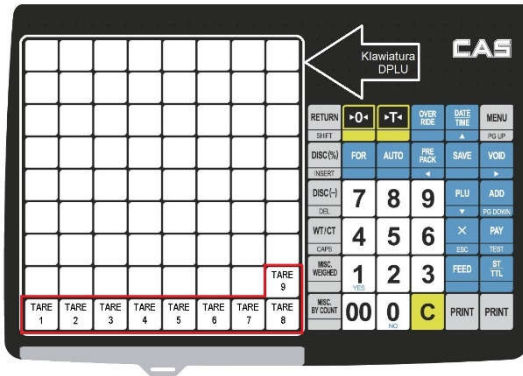 Klawiatura
DPLU
CAS
RETURN ▸0◂ ▸T◂ OVER RIDE DATE TIME MENU
SHIFT ▲ PG UP
DISC(%) FOR AUTO PRE PACK SAVE VOID
INSERT ◀ ▶
DISC(–) 7 8 9 PLU ADD
DEL ▼ PG DOWN
WT/CT 4 5 6 × PAY
CAPS ESC TEST
MISC. WEIGHED 1 2 3 FEED ST TTL
YES
MISC. BY COUNT 00 0 C PRINT PRINT
NO
TARE
9
TARE TARE TARE TARE TARE TARE TARE TARE
1 2 3 4 5 6 7 8